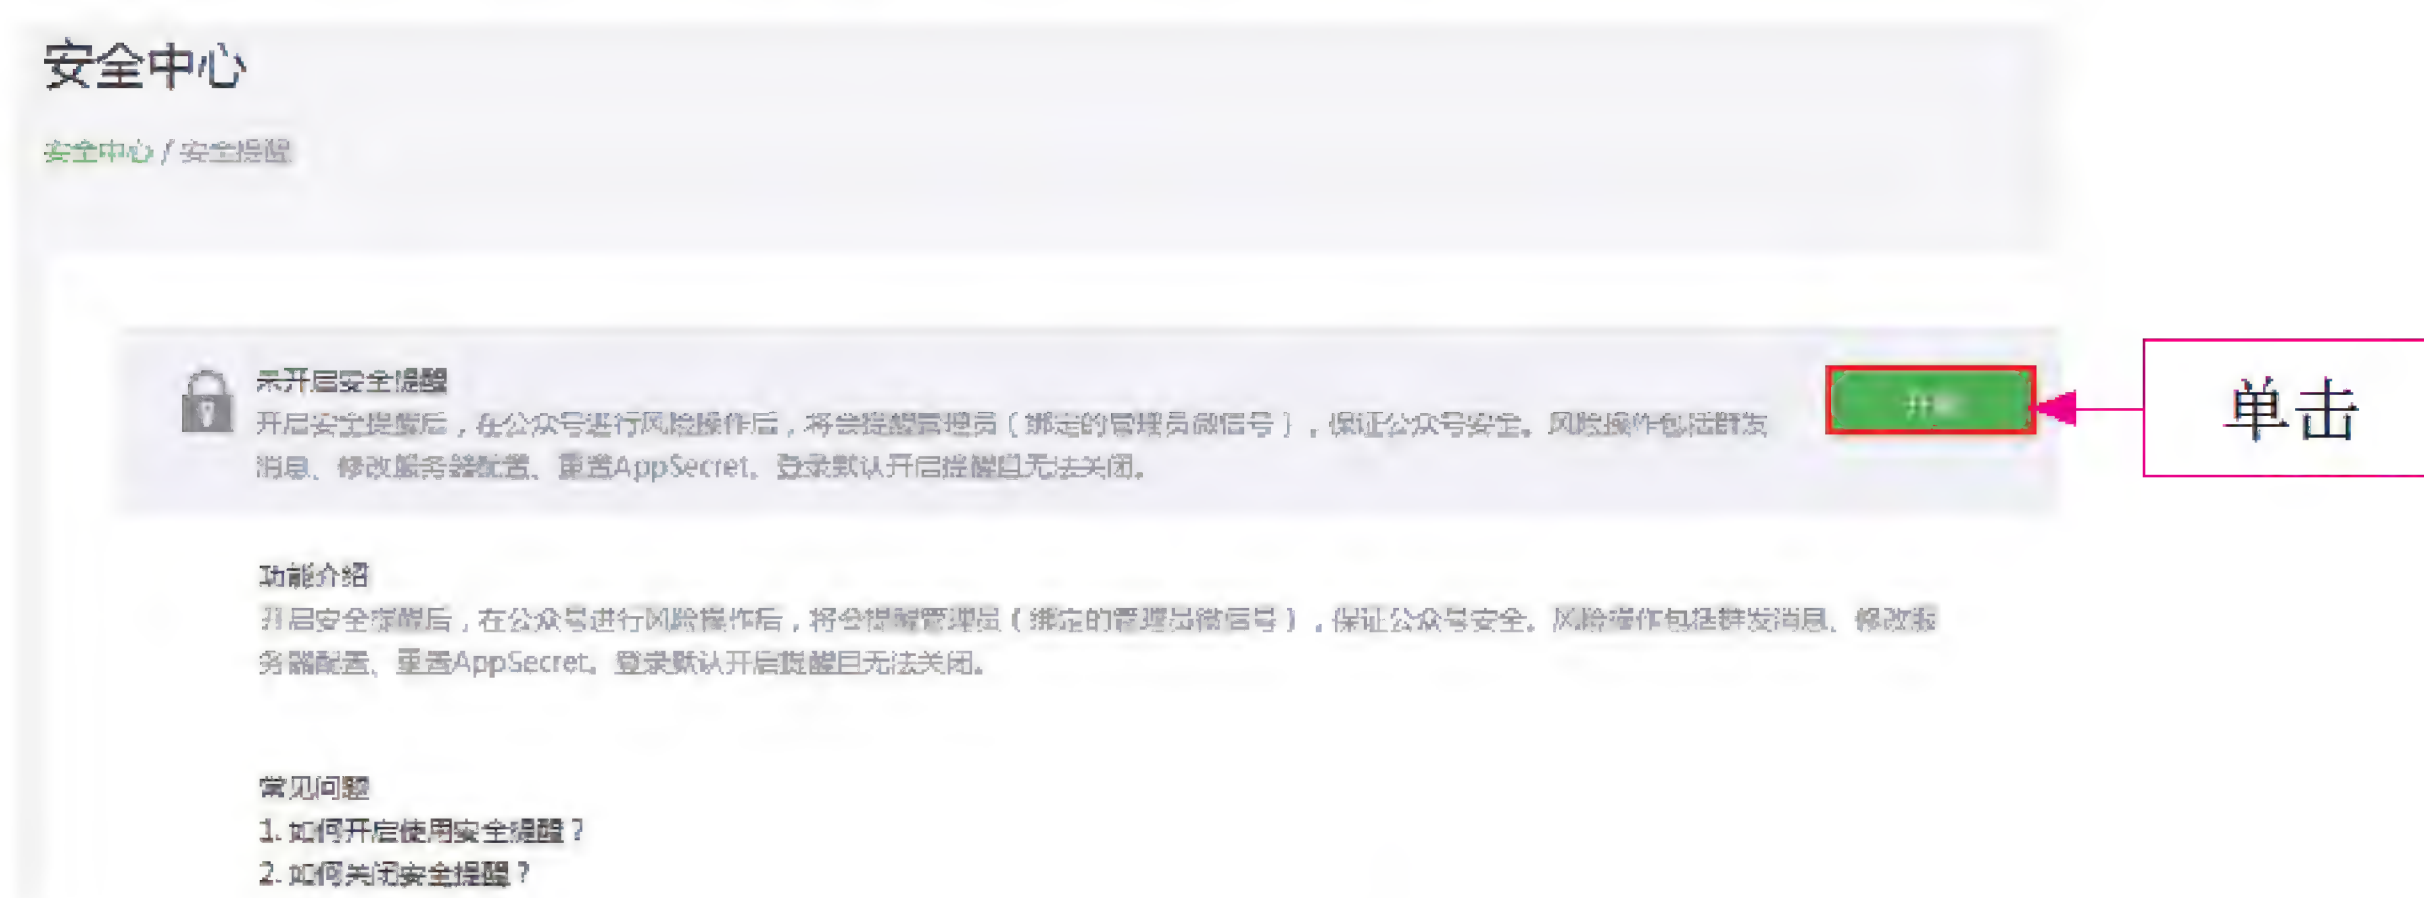 安全中心
安全中心 / 安全提醒
未开启安全提醒
开启安全提醒后，在公众号进行风险操作后，将会提醒管理员（绑定的管理员微信号），保证公众号安全。风险操作包括群发
消息、修改服务器配置、重置AppSecret。登录默认开启提醒且无法关闭。
开启
单击
功能介绍
开启安全提醒后，在公众号进行风险操作后，将会提醒管理员（绑定的管理员微信号），保证公众号安全。风险操作包括群发消息、修改服
务器配置、重置AppSecret。登录默认开启提醒且无法关闭。
常见问题
1. 如何开启使用安全提醒？
2. 如何关闭安全提醒？